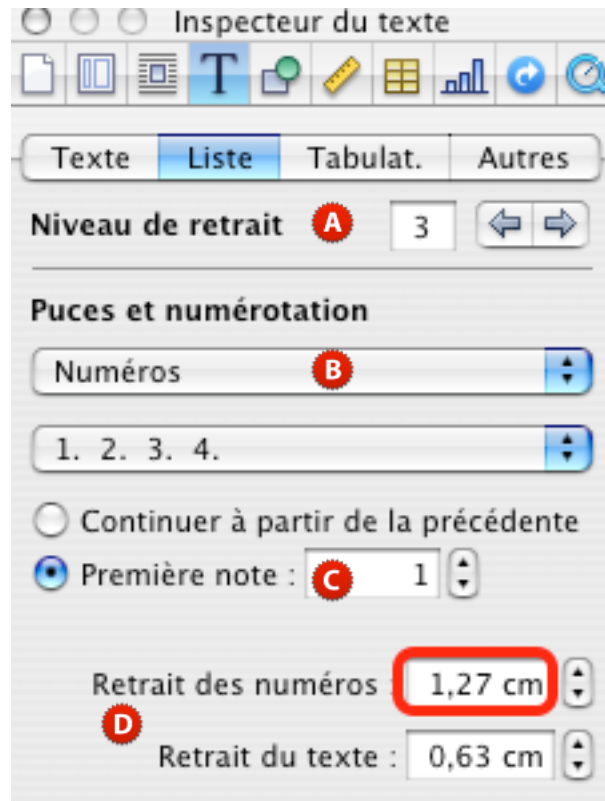 Inspecteur du texte
Texte Liste Tabulat. Autres
Niveau de retrait A 3
Puces et numérotation
Numéros B
1. 2. 3. 4.
Continuer à partir de la précédente
Première note : C 1
Retrait des numéros : 1,27 cm
D
Retrait du texte : 0,63 cm